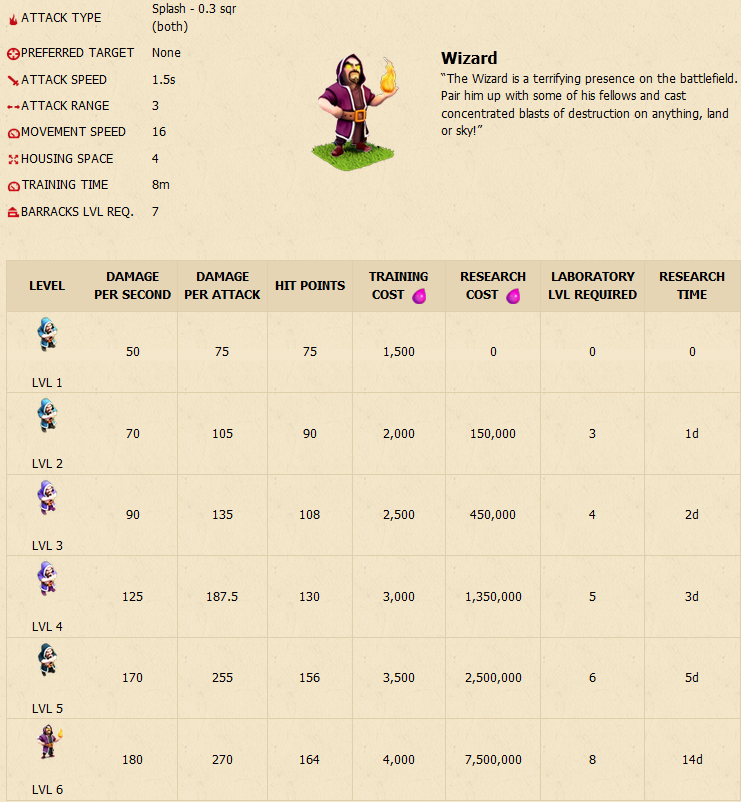 ATTACK TYPE Splash - 0.3 sqr
(both)
PREFERRED TARGET None
ATTACK SPEED 1.5s
ATTACK RANGE 3
MOVEMENT SPEED 16
HOUSING SPACE 4
TRAINING TIME 8m
BARRACKS LVL REQ. 7
Wizard
“The Wizard is a terrifying presence on the battlefield.
Pair him up with some of his fellows and cast
concentrated blasts of destruction on anything, land
or sky!”
LEVEL DAMAGE PER SECOND DAMAGE PER ATTACK HIT POINTS TRAINING COST RESEARCH COST LABORATORY LVL REQUIRED RESEARCH TIME
LVL 1 50 75 75 1,500 0 0 0
LVL 2 70 105 90 2,000 150,000 3 1d
LVL 3 90 135 108 2,500 450,000 4 2d
LVL 4 125 187.5 130 3,000 1,350,000 5 3d
LVL 5 170 255 156 3,500 2,500,000 6 5d
LVL 6 180 270 164 4,000 7,500,000 8 14d